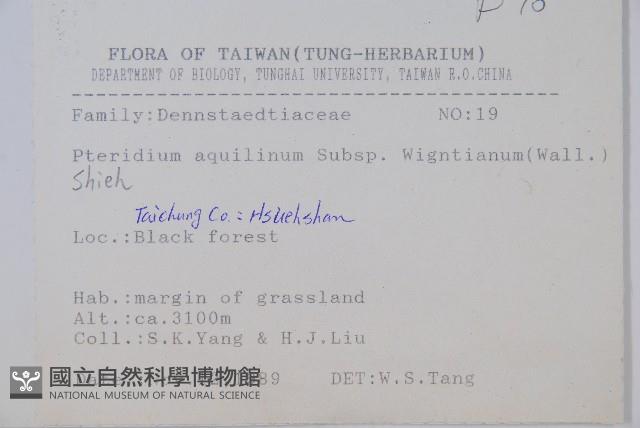 P 10
FLORA OF TAIWAN(TUNG-HERBARIUM)
DEPARTMENT OF BIOLOGY, TUNGHAI UNIVERSITY, TAIWAN R.O.CHINA
Family:Dennstaedtiaceae NO:19
Pteridium aquilinum Subsp. Wigntianum(Wall.)
Shieh
Taichung Co.: Hsuehshan
Loc.:Black forest
Hab.:margin of grassland
Alt.:ca.3100m
Coll.:S.K.Yang & H.J.Liu
89 DET:W.S.Tang
國立自然科學博物館
NATIONAL MUSEUM OF NATURAL SCIENCE